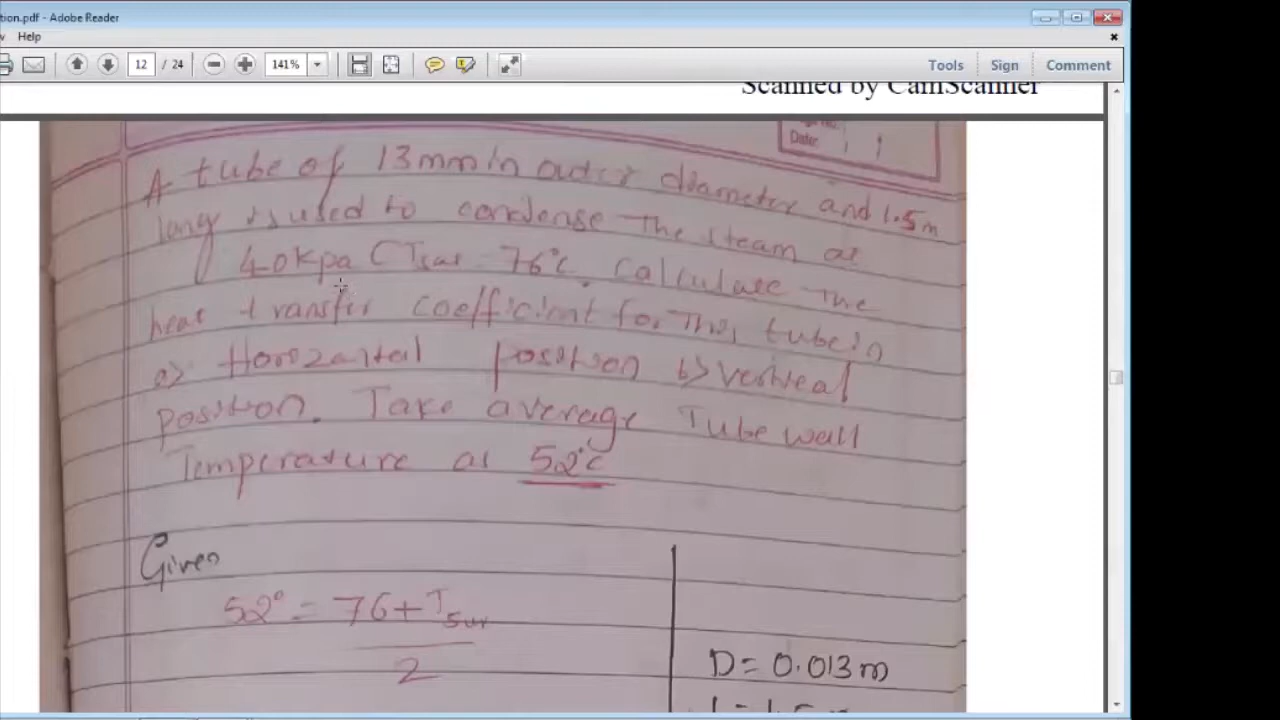 tion.pdf - Adobe Reader
Help
12 / 24
141%
Tools Sign Comment
Scanned by CamScanner
Date:
A tube of 13mm in outer diameter and 1.5m
long is used to condense the steam at
40kpa (Tsat = 76°c. Calculate the
heat transfer coefficient for this tube in
a) Horozantal position b) vertical
position. Take average Tube wall
Temperature as 52°c
Given
52° = 76 + Tsur
2
D = 0.013m